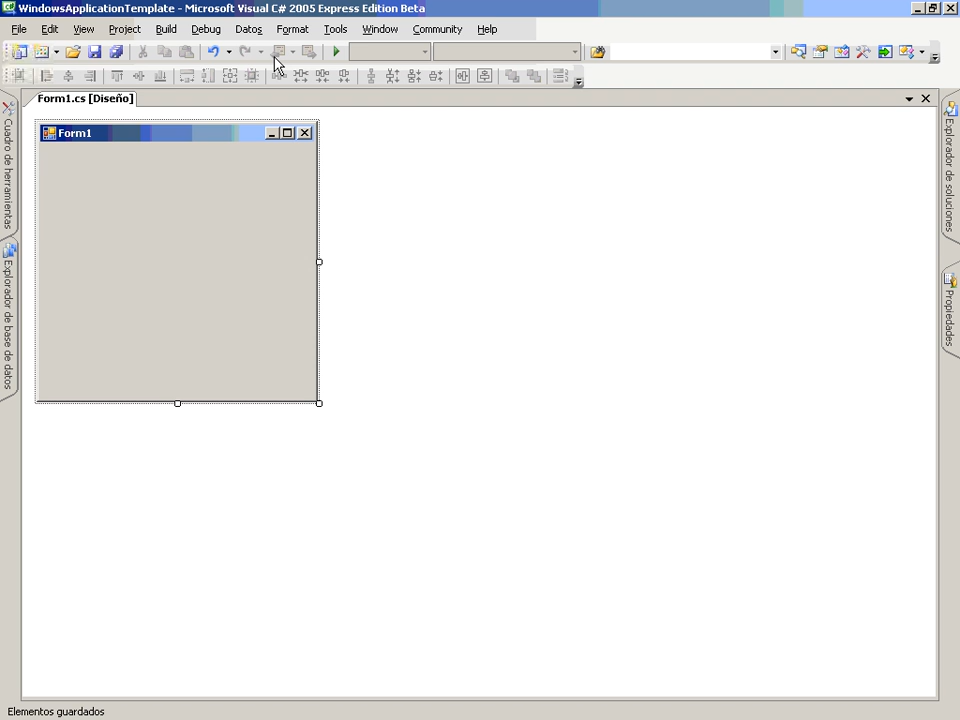 WindowsApplicationTemplate - Microsoft Visual C# 2005 Express Edition Beta
File Edit View Project Build Debug Datos Format Tools Window Community Help
Form1.cs [Diseño]
Form1
Cuadro de herramientas
Explorador de base de datos
Explorador de soluciones
Propiedades
Elementos guardados